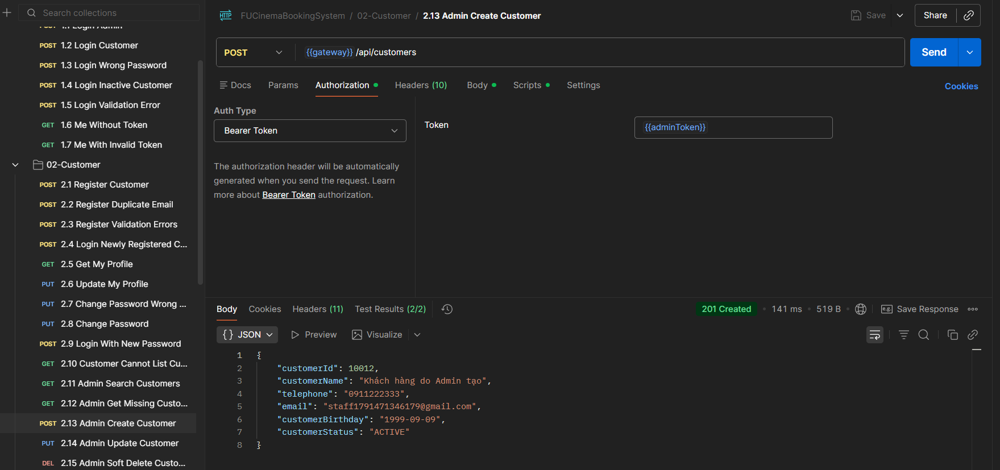 Search collections
1.1 Login Admin
POST 1.2 Login Customer
POST 1.3 Login Wrong Password
POST 1.4 Login Inactive Customer
POST 1.5 Login Validation Error
GET 1.6 Me Without Token
GET 1.7 Me With Invalid Token
02-Customer
POST 2.1 Register Customer
POST 2.2 Register Duplicate Email
POST 2.3 Register Validation Errors
POST 2.4 Login Newly Registered C...
GET 2.5 Get My Profile
PUT 2.6 Update My Profile
PUT 2.7 Change Password Wrong ...
PUT 2.8 Change Password
POST 2.9 Login With New Password
GET 2.10 Customer Cannot List Cu...
GET 2.11 Admin Search Customers
GET 2.12 Admin Get Missing Custo...
POST 2.13 Admin Create Customer
PUT 2.14 Admin Update Customer
DEL 2.15 Admin Soft Delete Custo...
HTTP FUCinemaBookingSystem / 02-Customer / 2.13 Admin Create Customer
Save Share
POST {{gateway}} /api/customers Send
Docs Params Authorization Headers (10) Body Scripts Settings Cookies
Auth Type
Bearer Token
The authorization header will be automatically
generated when you send the request. Learn
more about Bearer Token authorization.
Token {{adminToken}}
Body Cookies Headers (11) Test Results (2/2) 201 Created • 141 ms • 519 B • e.g. Save Response
{} JSON Preview Visualize
1 {
2 "customerId": 10012,
3 "customerName": "Khách hàng do Admin tạo",
4 "telephone": "0911222333",
5 "email": "staff1791471346179@gmail.com",
6 "customerBirthday": "1999-09-09",
7 "customerStatus": "ACTIVE"
8 }